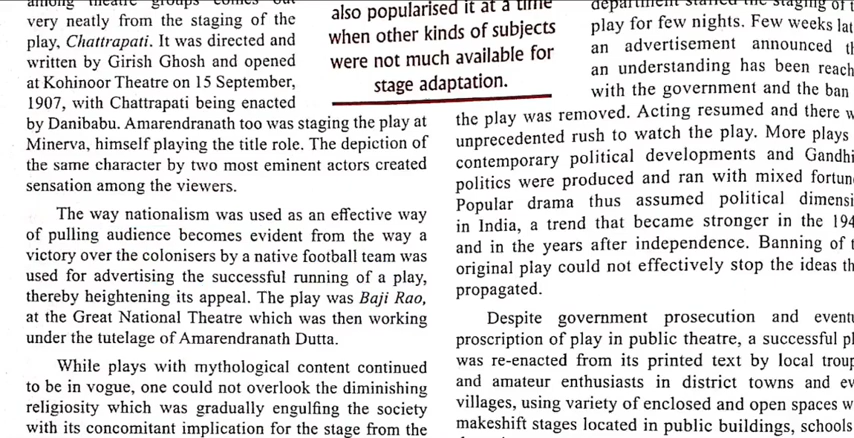 among theatre groups comes out
very neatly from the staging of the
play, Chattrapati. It was directed and
written by Girish Ghosh and opened
at Kohinoor Theatre on 15 September,
1907, with Chattrapati being enacted
by Danibabu. Amarendranath too was staging the play at
Minerva, himself playing the title role. The depiction of
the same character by two most eminent actors created
sensation among the viewers.
The way nationalism was used as an effective way
of pulling audience becomes evident from the way a
victory over the colonisers by a native football team was
used for advertising the successful running of a play,
thereby heightening its appeal. The play was Baji Rao,
at the Great National Theatre which was then working
under the tutelage of Amarendranath Dutta.
While plays with mythological content continued
to be in vogue, one could not overlook the diminishing
religiosity which was gradually engulfing the society
with its concomitant implication for the stage from the
also popularised it at a time
when other kinds of subjects
were not much available for
stage adaptation.
staging of
play for few nights. Few weeks
an advertisement announced
an understanding has been
with the government and the ban
the play was removed. Acting resumed and there
unprecedented rush to watch the play. More plays
contemporary political developments and
politics were produced and ran with mixed
Popular drama thus assumed political
in India, a trend that became stronger in the
and in the years after independence. Banning of
original play could not effectively stop the ideas
propagated.
Despite government prosecution and
proscription of play in public theatre, a successful
was re-enacted from its printed text by local
and amateur enthusiasts in district towns and
villages, using variety of enclosed and open spaces
makeshift stages located in public buildings, schools